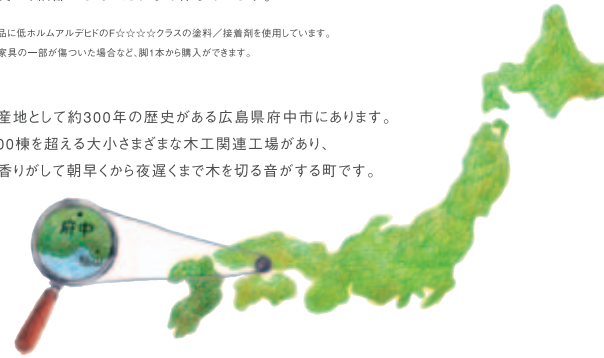 品に低ホルムアルデヒドのF☆☆☆☆クラスの塗料／接着剤を使用しています。
家具の一部が傷ついた場合など、脚1本から購入ができます。
産地として約300年の歴史がある広島県府中市にあります。
00棟を超える大小さまざまな木工関連工場があり、
香りがして朝早くから夜遅くまで木を切る音がする町です。
府中